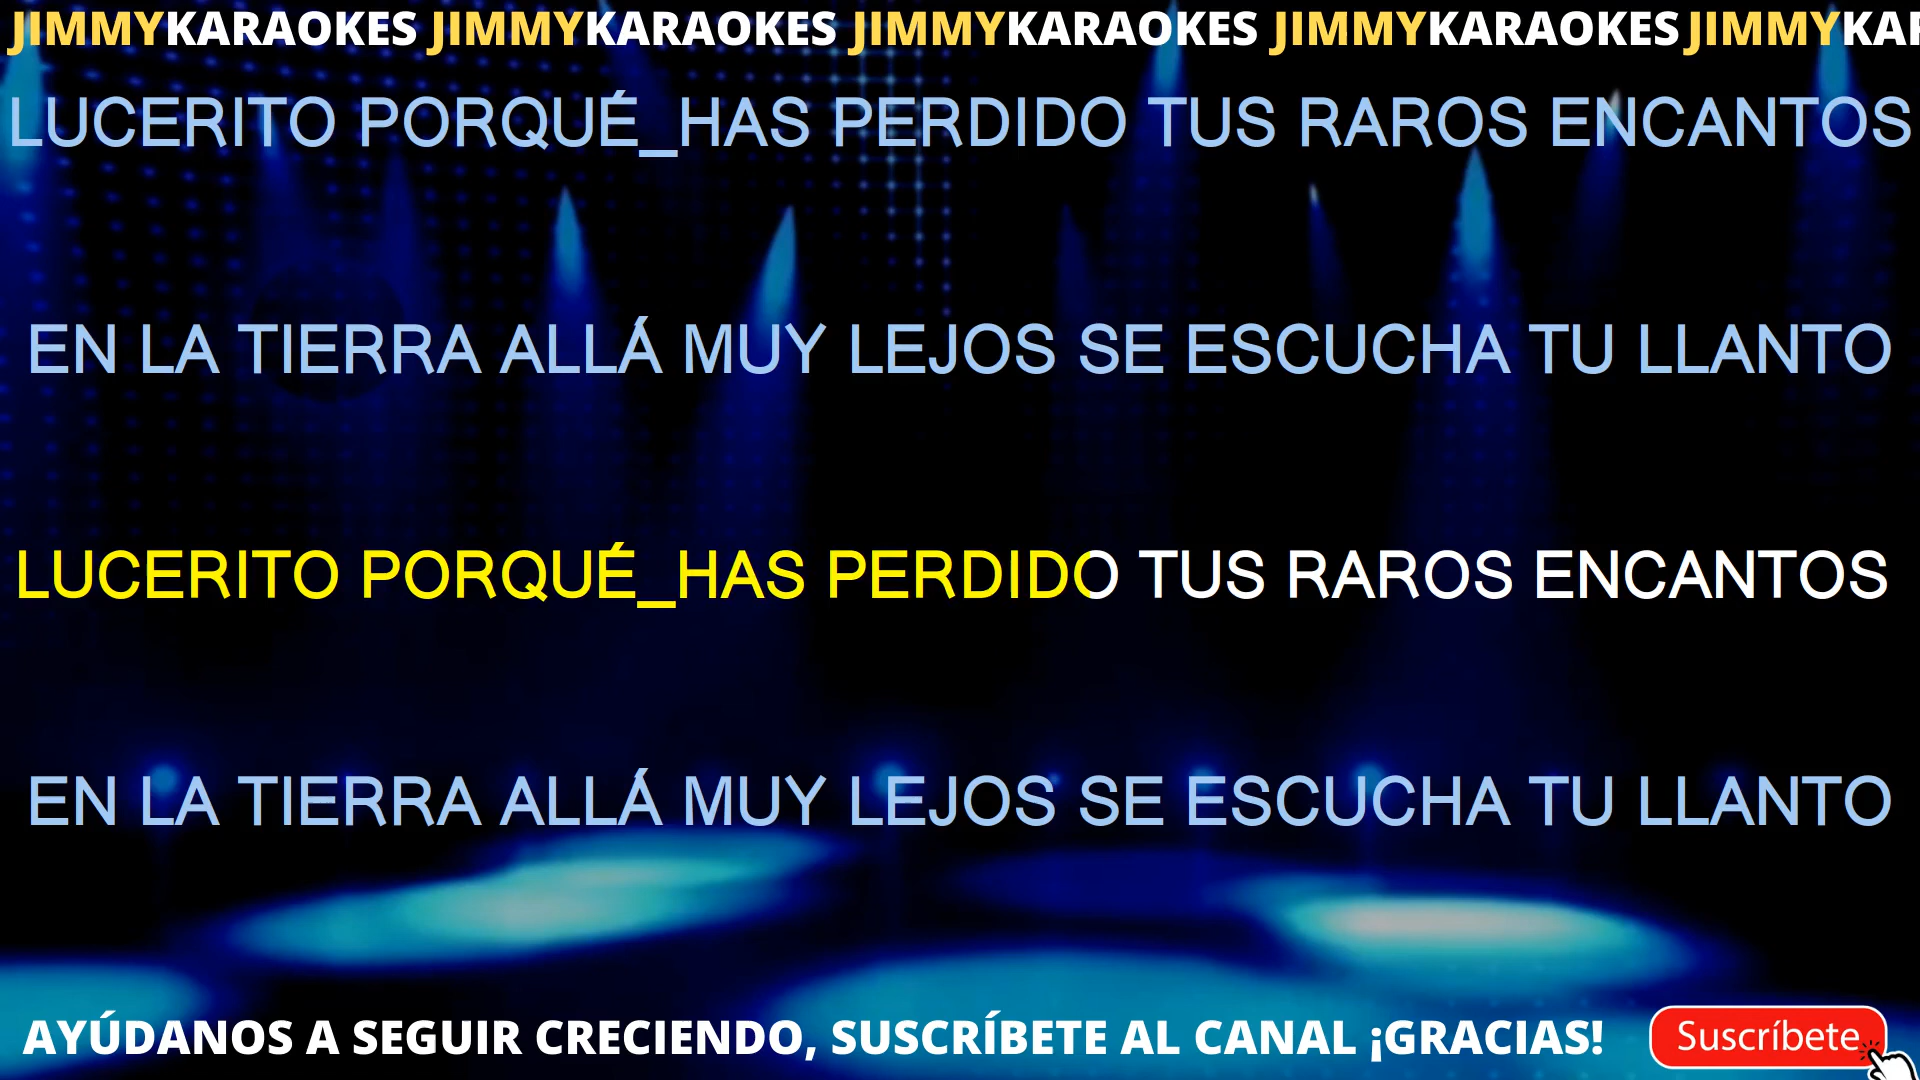 JIMMYKARAOKES JIMMYKARAOKES JIMMYKARAOKES JIMMYKARAOKES JIMMYKAR
LUCERITO PORQUÉ_HAS PERDIDO TUS RAROS ENCANTOS
EN LA TIERRA ALLÁ MUY LEJOS SE ESCUCHA TU LLANTO
LUCERITO PORQUÉ_HAS PERDIDO TUS RAROS ENCANTOS
EN LA TIERRA ALLÁ MUY LEJOS SE ESCUCHA TU LLANTO
AYÚDANOS A SEGUIR CRECIENDO, SUSCRÍBETE AL CANAL ¡GRACIAS!
Suscríbete